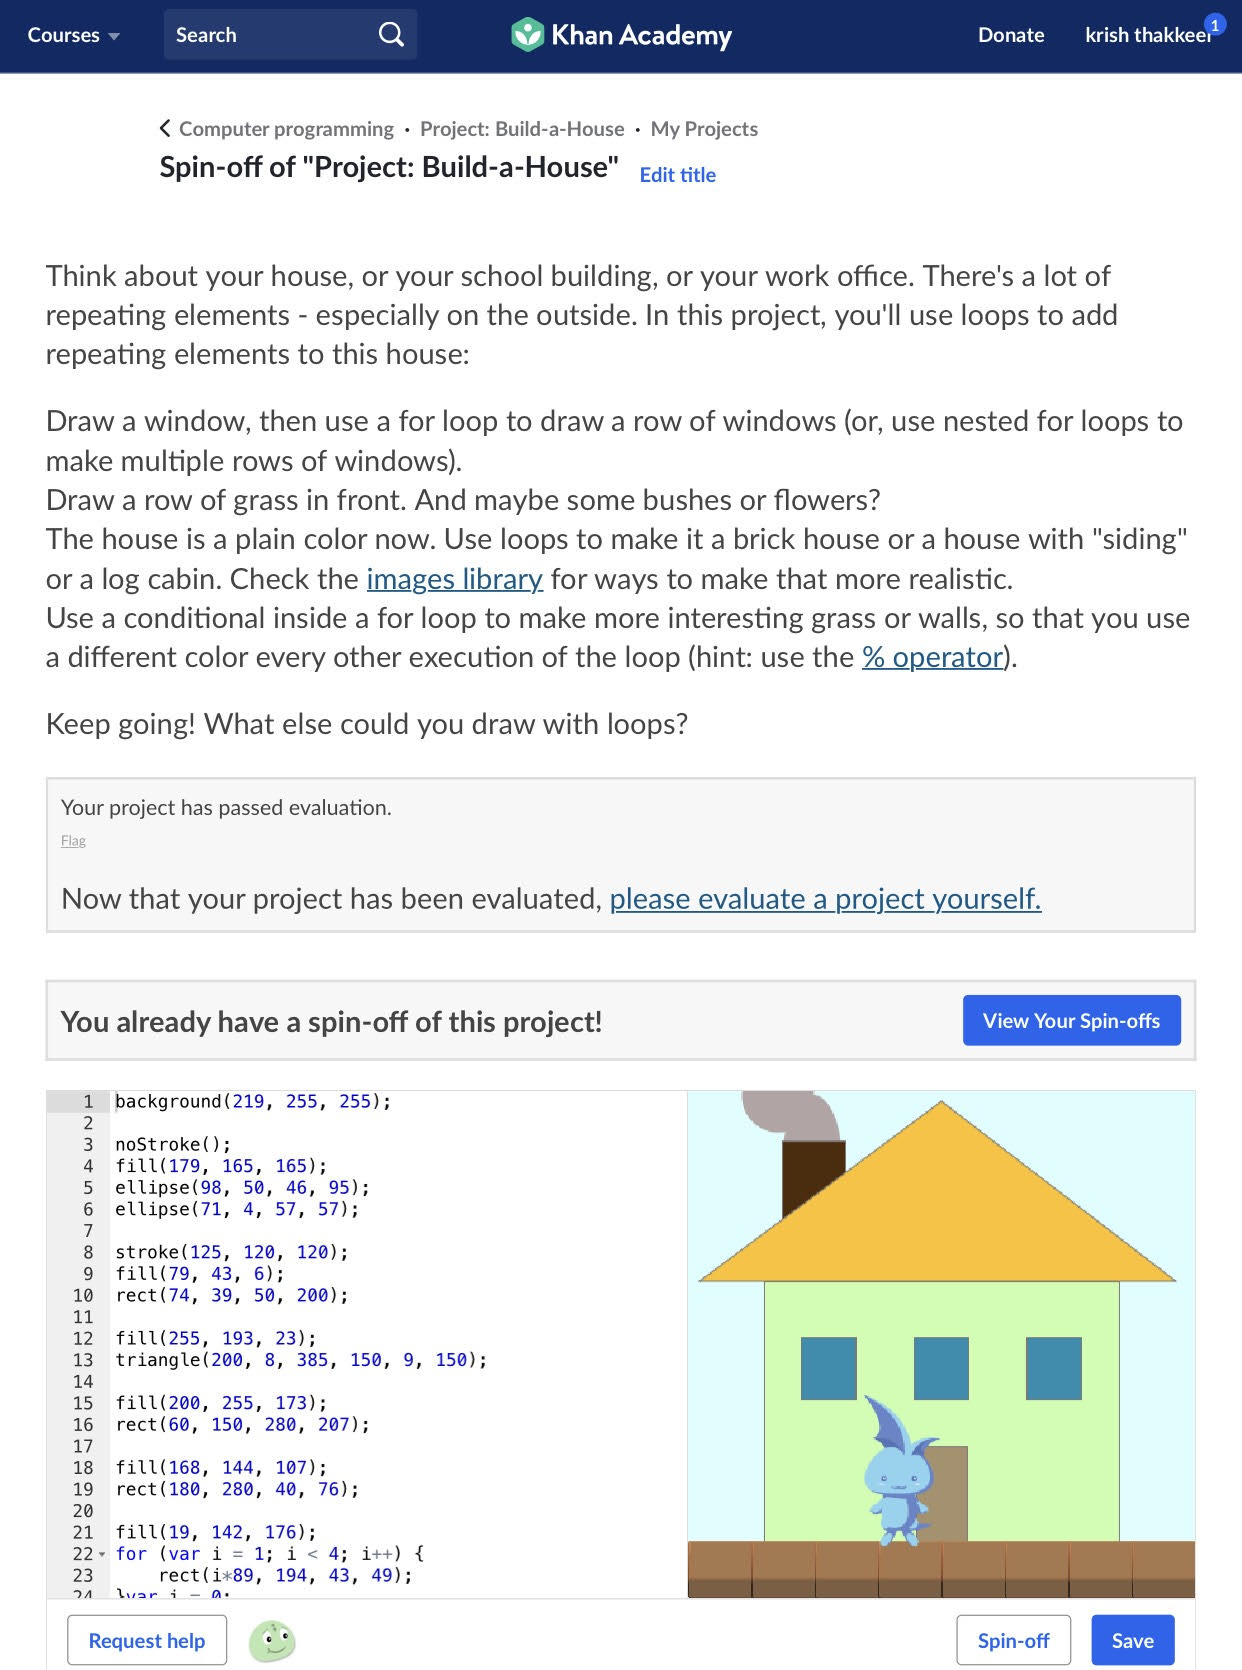 Courses
Search
Khan Academy
Donate
krish thakkeer
1
Computer programming • Project: Build-a-House • My Projects
Spin-off of "Project: Build-a-House"
Edit title
Think about your house, or your school building, or your work office. There's a lot of
repeating elements - especially on the outside. In this project, you'll use loops to add
repeating elements to this house:
Draw a window, then use a for loop to draw a row of windows (or, use nested for loops to
make multiple rows of windows).
Draw a row of grass in front. And maybe some bushes or flowers?
The house is a plain color now. Use loops to make it a brick house or a house with "siding"
or a log cabin. Check the images library for ways to make that more realistic.
Use a conditional inside a for loop to make more interesting grass or walls, so that you use
a different color every other execution of the loop (hint: use the % operator).
Keep going! What else could you draw with loops?
Your project has passed evaluation.
Flag
Now that your project has been evaluated, please evaluate a project yourself.
You already have a spin-off of this project!
View Your Spin-offs
1 background(219, 255, 255);
2
3 noStroke();
4 fill(179, 165, 165);
5 ellipse(98, 50, 46, 95);
6 ellipse(71, 4, 57, 57);
7
8 stroke(125, 120, 120);
9 fill(79, 43, 6);
10 rect(74, 39, 50, 200);
11
12 fill(255, 193, 23);
13 triangle(200, 8, 385, 150, 9, 150);
14
15 fill(200, 255, 173);
16 rect(60, 150, 280, 207);
17
18 fill(168, 144, 107);
19 rect(180, 280, 40, 76);
20
21 fill(19, 142, 176);
22 for (var i = 1; i < 4; i++) {
23 rect(i*89, 194, 43, 49);
24 }var i = 0;
Request help
Spin-off
Save